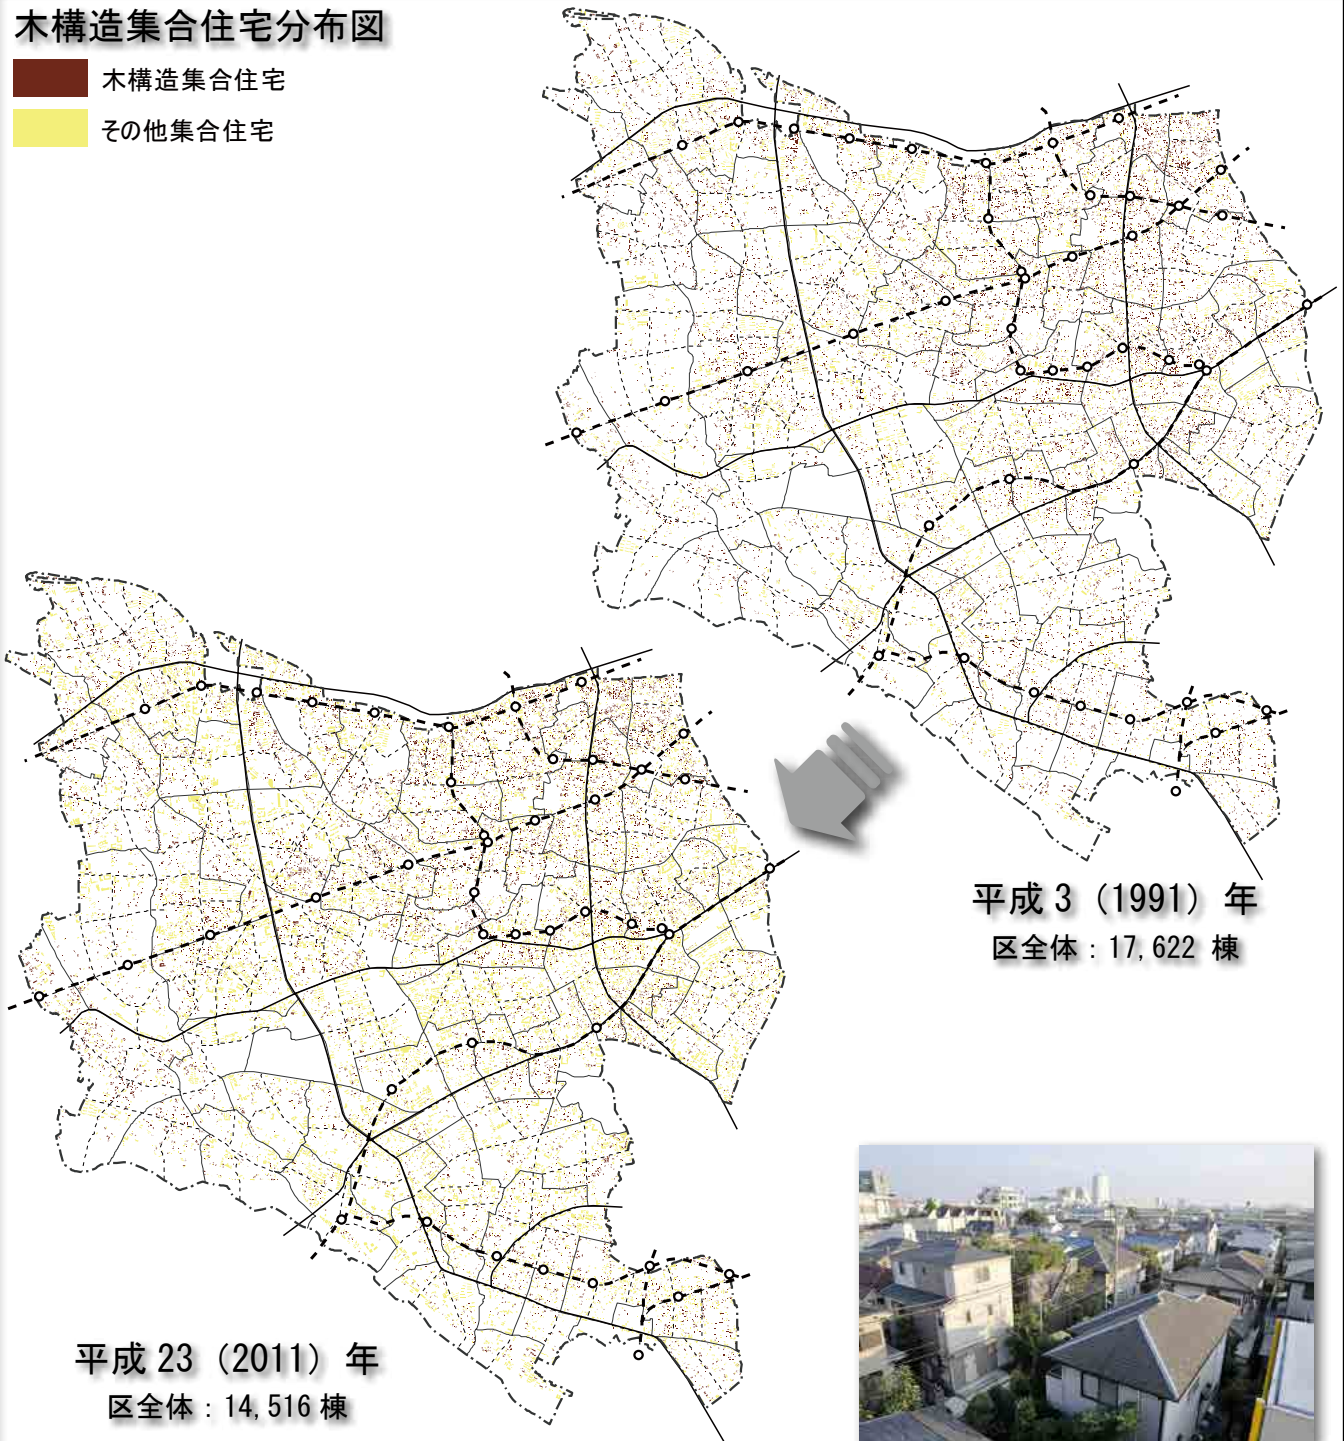 木構造集合住宅分布図
木構造集合住宅
その他集合住宅
平成 3 （1991） 年
区全体：17,622 棟
平成 23 （2011） 年
区全体：14,516 棟